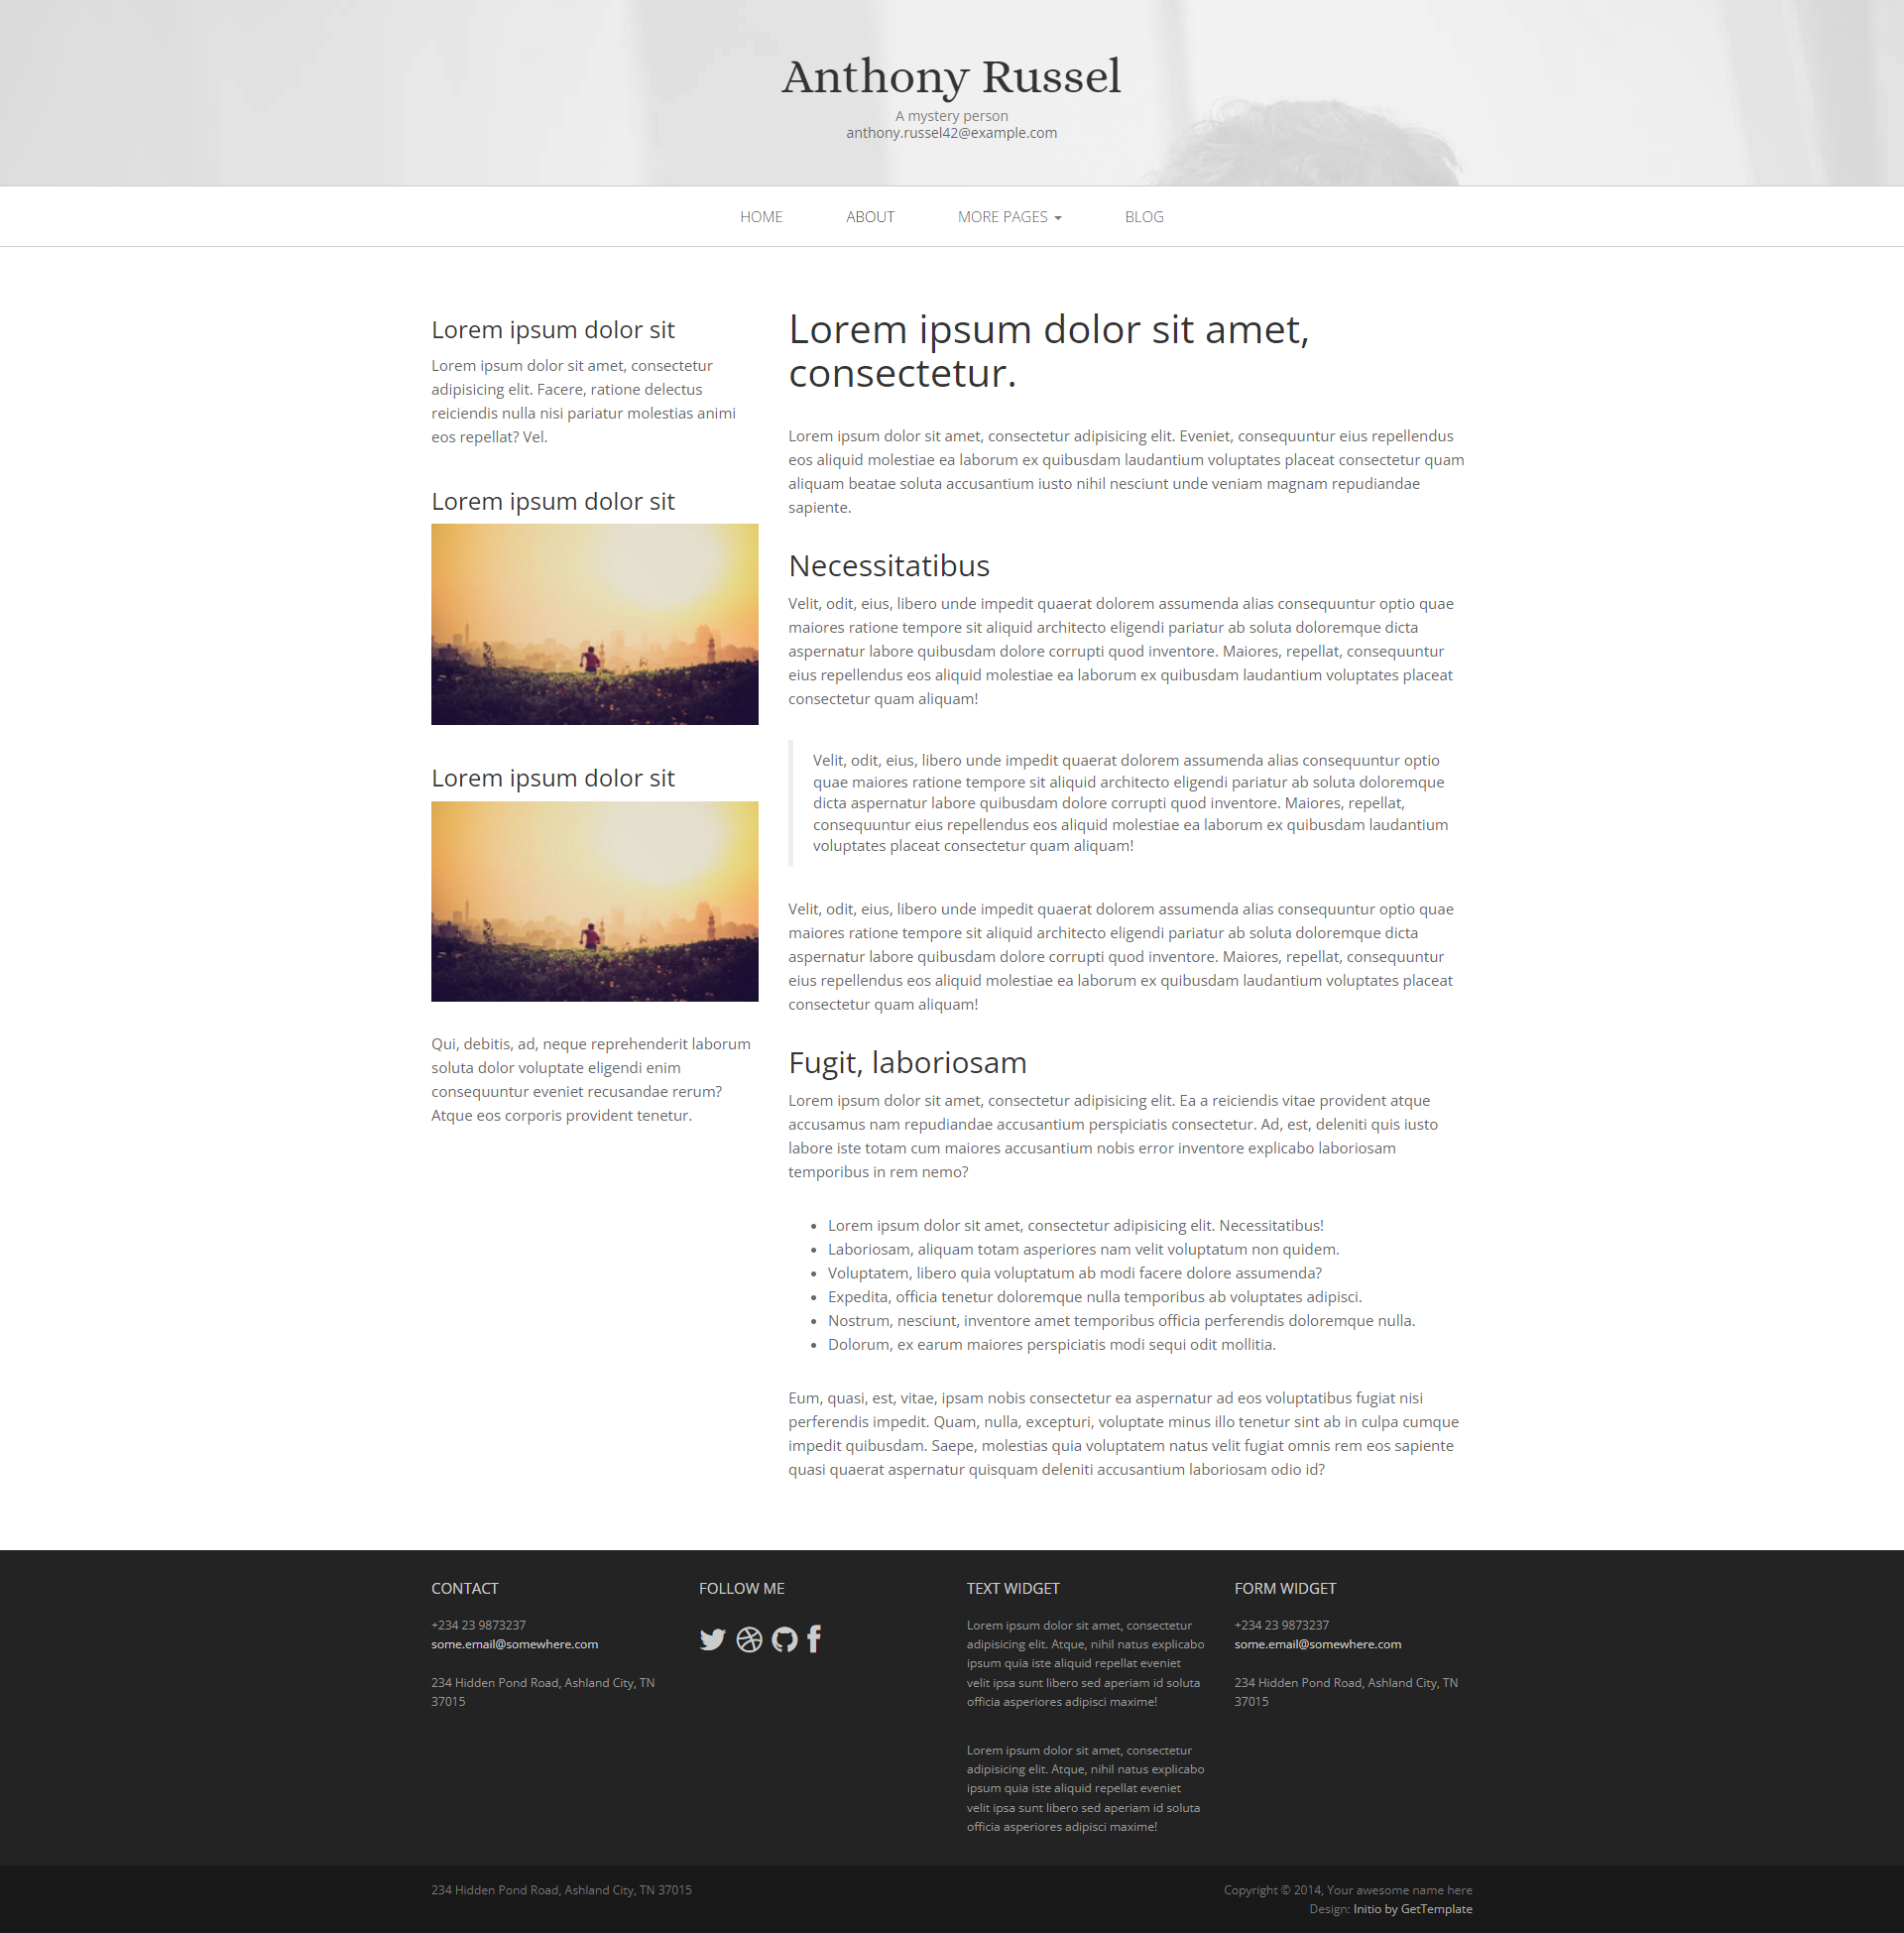 Anthony Russel
A mystery person
anthony.russel42@example.com
HOME ABOUT MORE PAGES BLOG
Lorem ipsum dolor sit
Lorem ipsum dolor sit amet, consectetur
adipisicing elit. Facere, ratione delectus
reiciendis nulla nisi pariatur molestias animi
eos repellat? Vel.
Lorem ipsum dolor sit
Lorem ipsum dolor sit
Qui, debitis, ad, neque reprehenderit laborum
soluta dolor voluptate eligendi enim
consequuntur eveniet recusandae rerum?
Atque eos corporis provident tenetur.
Lorem ipsum dolor sit amet,
consectetur.
Lorem ipsum dolor sit amet, consectetur adipisicing elit. Eveniet, consequuntur eius repellendus
eos aliquid molestiae ea laborum ex quibusdam laudantium voluptates placeat consectetur quam
aliquam beatae soluta accusantium iusto nihil nesciunt unde veniam magnam repudiandae
sapiente.
Necessitatibus
Velit, odit, eius, libero unde impedit quaerat dolorem assumenda alias consequuntur optio quae
maiores ratione tempore sit aliquid architecto eligendi pariatur ab soluta doloremque dicta
aspernatur labore quibusdam dolore corrupti quod inventore. Maiores, repellat, consequuntur
eius repellendus eos aliquid molestiae ea laborum ex quibusdam laudantium voluptates placeat
consectetur quam aliquam!
Velit, odit, eius, libero unde impedit quaerat dolorem assumenda alias consequuntur optio
quae maiores ratione tempore sit aliquid architecto eligendi pariatur ab soluta doloremque
dicta aspernatur labore quibusdam dolore corrupti quod inventore. Maiores, repellat,
consequuntur eius repellendus eos aliquid molestiae ea laborum ex quibusdam laudantium
voluptates placeat consectetur quam aliquam!
Velit, odit, eius, libero unde impedit quaerat dolorem assumenda alias consequuntur optio quae
maiores ratione tempore sit aliquid architecto eligendi pariatur ab soluta doloremque dicta
aspernatur labore quibusdam dolore corrupti quod inventore. Maiores, repellat, consequuntur
eius repellendus eos aliquid molestiae ea laborum ex quibusdam laudantium voluptates placeat
consectetur quam aliquam!
Fugit, laboriosam
Lorem ipsum dolor sit amet, consectetur adipisicing elit. Ea a reiciendis vitae provident atque
accusamus nam repudiandae accusantium perspiciatis consectetur. Ad, est, deleniti quis iusto
labore iste totam cum maiores accusantium nobis error inventore explicabo laboriosam
temporibus in rem nemo?
• Lorem ipsum dolor sit amet, consectetur adipisicing elit. Necessitatibus!
• Laboriosam, aliquam totam asperiores nam velit voluptatum non quidem.
• Voluptatem, libero quia voluptatum ab modi facere dolore assumenda?
• Expedita, officia tenetur doloremque nulla temporibus ab voluptates adipisci.
• Nostrum, nesciunt, inventore amet temporibus officia perferendis doloremque nulla.
• Dolorum, ex earum maiores perspiciatis modi sequi odit mollitia.
Eum, quasi, est, vitae, ipsam nobis consectetur ea aspernatur ad eos voluptatibus fugiat nisi
perferendis impedit. Quam, nulla, excepturi, voluptate minus illo tenetur sint ab in culpa cumque
impedit quibusdam. Saepe, molestias quia voluptatem natus velit fugiat omnis rem eos sapiente
quasi quaerat aspernatur quisquam deleniti accusantium laboriosam odio id?
CONTACT
+234 23 9873237
some.email@somewhere.com
234 Hidden Pond Road, Ashland City, TN
37015
FOLLOW ME
TEXT WIDGET
Lorem ipsum dolor sit amet, consectetur
adipisicing elit. Atque, nihil natus explicabo
ipsum quia iste aliquid repellat eveniet
velit ipsa sunt libero sed aperiam id soluta
officia asperiores adipisci maxime!
Lorem ipsum dolor sit amet, consectetur
adipisicing elit. Atque, nihil natus explicabo
ipsum quia iste aliquid repellat eveniet
velit ipsa sunt libero sed aperiam id soluta
officia asperiores adipisci maxime!
FORM WIDGET
+234 23 9873237
some.email@somewhere.com
234 Hidden Pond Road, Ashland City, TN
37015
234 Hidden Pond Road, Ashland City, TN 37015
Copyright © 2014, Your awesome name here
Design: Initio by GetTemplate